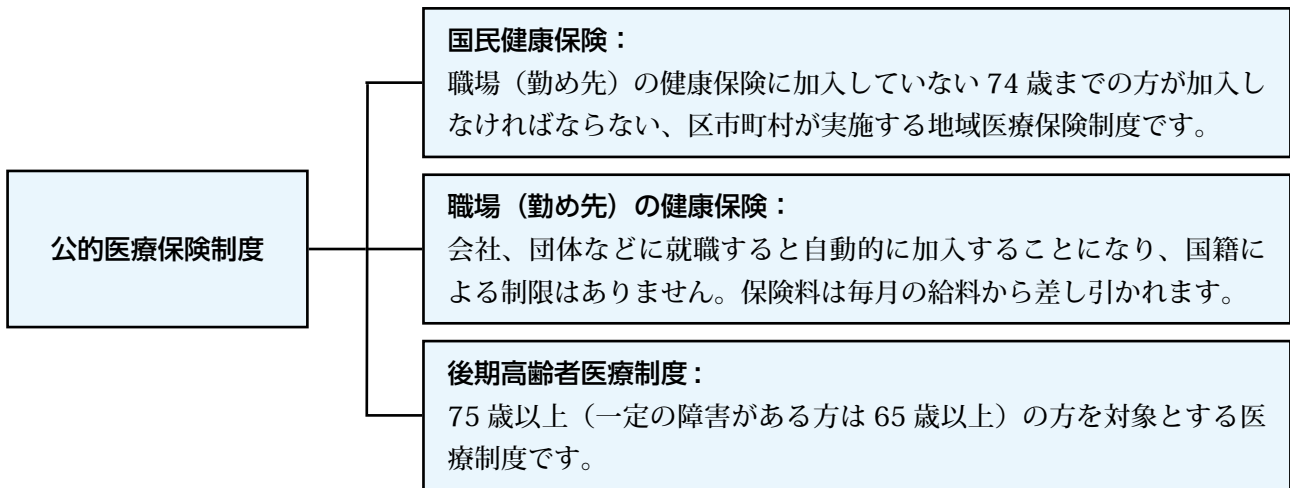 国民健康保険：
職場（勤め先）の健康保険に加入していない 74 歳までの方が加入し
なければならない、区市町村が実施する地域医療保険制度です。
公的医療保険制度
職場（勤め先）の健康保険：
会社、団体などに就職すると自動的に加入することになり、国籍に
よる制限はありません。保険料は毎月の給料から差し引かれます。
後期高齢者医療制度：
75 歳以上（一定の障害がある方は 65 歳以上）の方を対象とする医
療制度です。